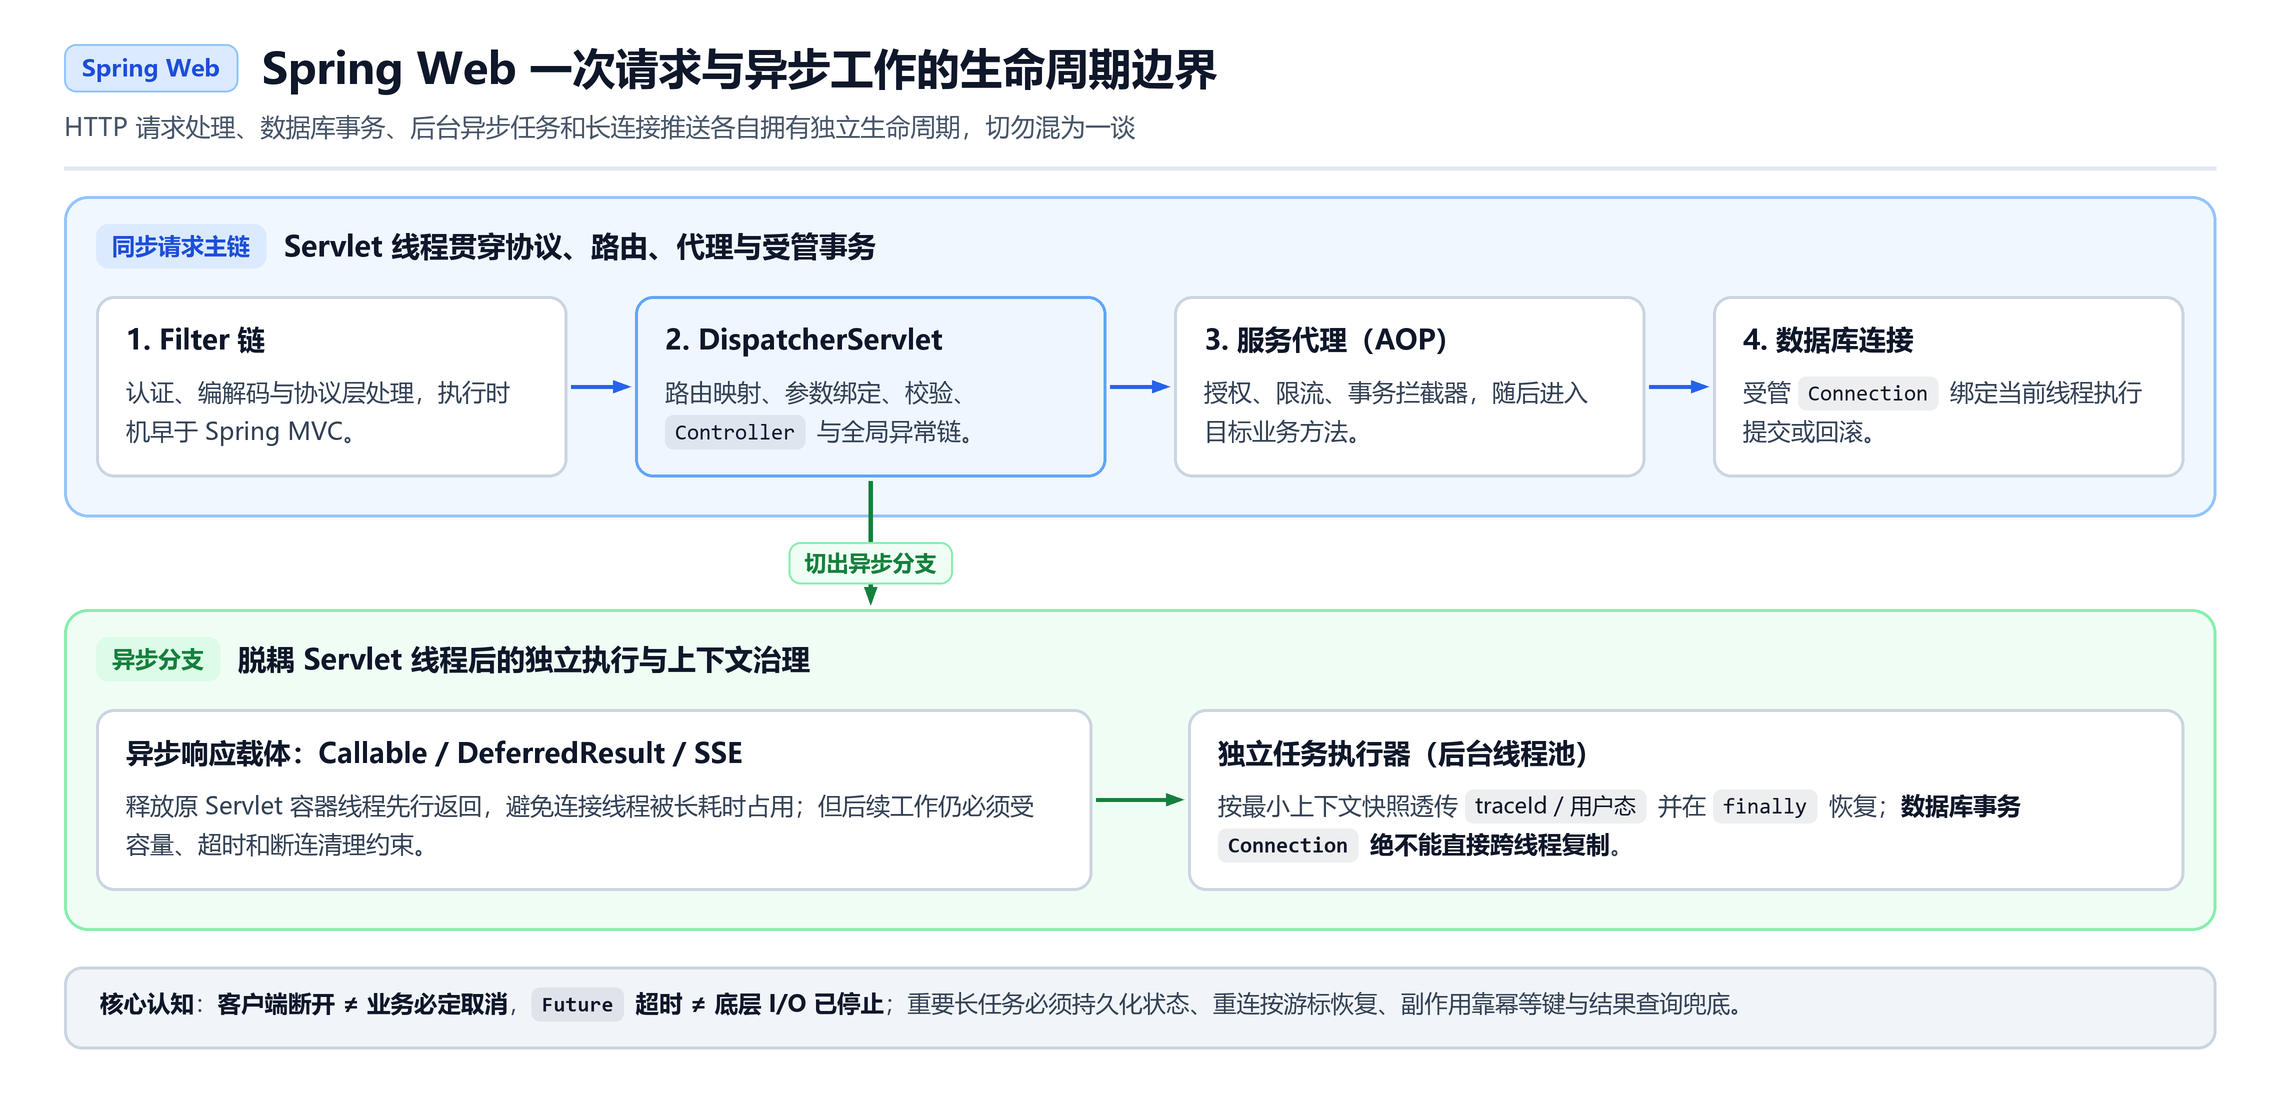 Spring Web
Spring Web 一次请求与异步工作的生命周期边界
HTTP 请求处理、数据库事务、后台异步任务和长连接推送各自拥有独立生命周期，切勿混为一谈
同步请求主链
Servlet 线程贯穿协议、路由、代理与受管事务
1. Filter 链
认证、编解码与协议层处理，执行时
机早于 Spring MVC。
2. DispatcherServlet
路由映射、参数绑定、校验、
Controller 与全局异常链。
3. 服务代理（AOP）
授权、限流、事务拦截器，随后进入
目标业务方法。
4. 数据库连接
受管 Connection 绑定当前线程执行
提交或回滚。
切出异步分支
异步分支
脱耦 Servlet 线程后的独立执行与上下文治理
异步响应载体：Callable / DeferredResult / SSE
释放原 Servlet 容器线程先行返回，避免连接线程被长耗时占用；但后续工作仍必须受
容量、超时和断连清理约束。
独立任务执行器（后台线程池）
按最小上下文快照透传 traceId / 用户态 并在 finally 恢复；数据库事务
Connection 绝不能直接跨线程复制。
核心认知：客户端断开 ≠ 业务必定取消，Future 超时 ≠ 底层 I/O 已停止；重要长任务必须持久化状态、重连按游标恢复、副作用靠幂等键与结果查询兜底。